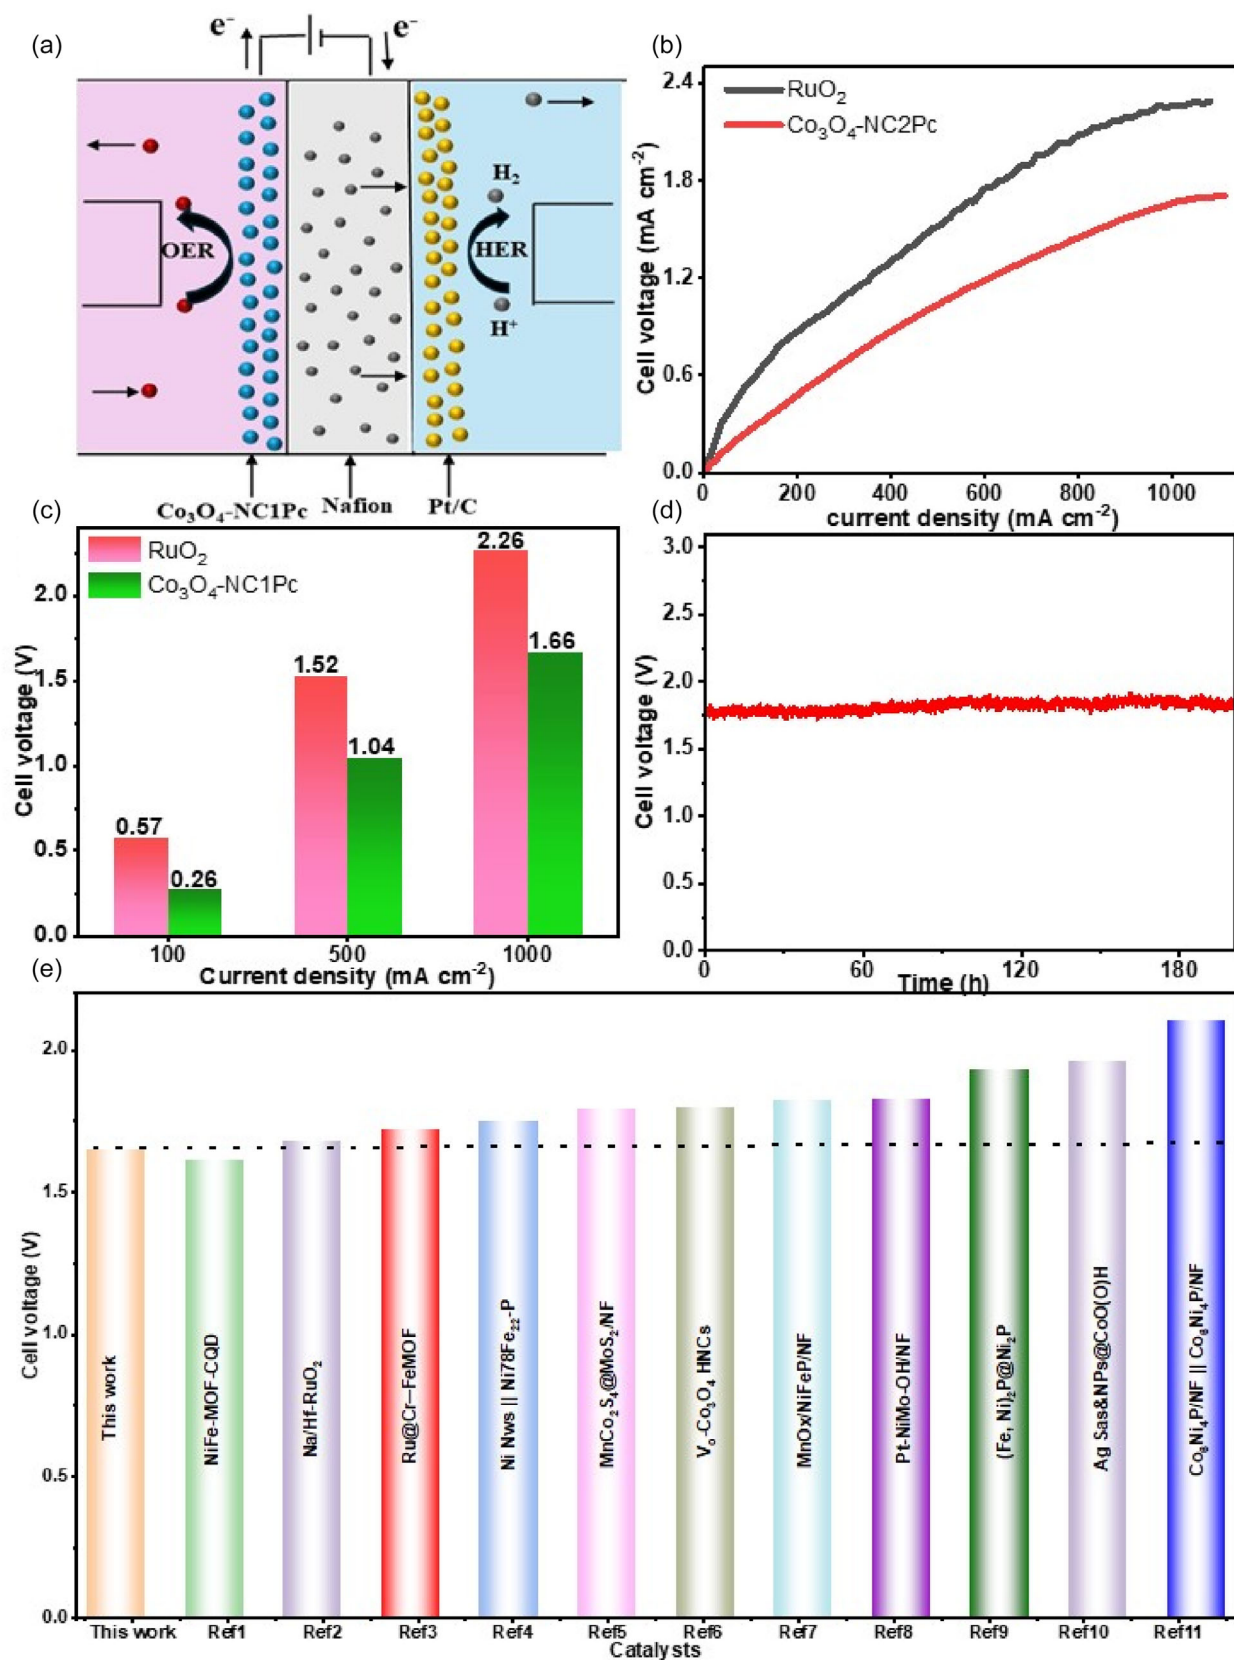 (a)
e⁻
e⁻
OER
H₂
HER
H⁺
Co₃O₄-NC1Pc
Nafion
Pt/C
(b)
RuO₂
Co₃O₄-NC2Pc
Cell voltage (mA cm⁻²)
2.4
1.8
1.2
0.6
0.0
0
200
400
600
800
1000
current density (mA cm⁻²)
(c)
RuO₂
Co₃O₄-NC1Pc
Cell voltage (V)
2.0
1.5
1.0
0.5
0.0
0.57
0.26
1.52
1.04
2.26
1.66
100
500
1000
Current density (mA cm⁻²)
(d)
Cell voltage (V)
3.0
2.5
2.0
1.5
1.0
0.5
0.0
0
60
120
180
Time (h)
(e)
Cell voltage (V)
2.0
1.5
1.0
0.5
0.0
This work
NiFe-MOF-CQD
Na/Hf-RuO₂
Ru@Cr–FeMOF
Ni Nws || Ni78Fe₂₂-P
MnCo₂S₄@MoS₂/NF
Vₒ-Co₃O₄ HNCs
MnOx/NiFeP/NF
Pt-NiMo-OH/NF
(Fe, Ni)₂P@Ni₂P
Ag Sas&NPs@CoO(O)H
This work
Ref1
Ref2
Ref3
Ref4
Ref5
Ref6
Ref7
Ref8
Ref9
Ref10
Ref11
Catalysts